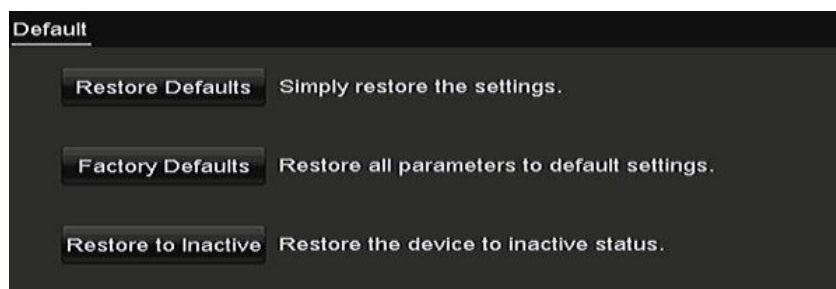 Default
Restore Defaults Simply restore the settings.
Factory Defaults Restore all parameters to default settings.
Restore to Inactive Restore the device to inactive status.